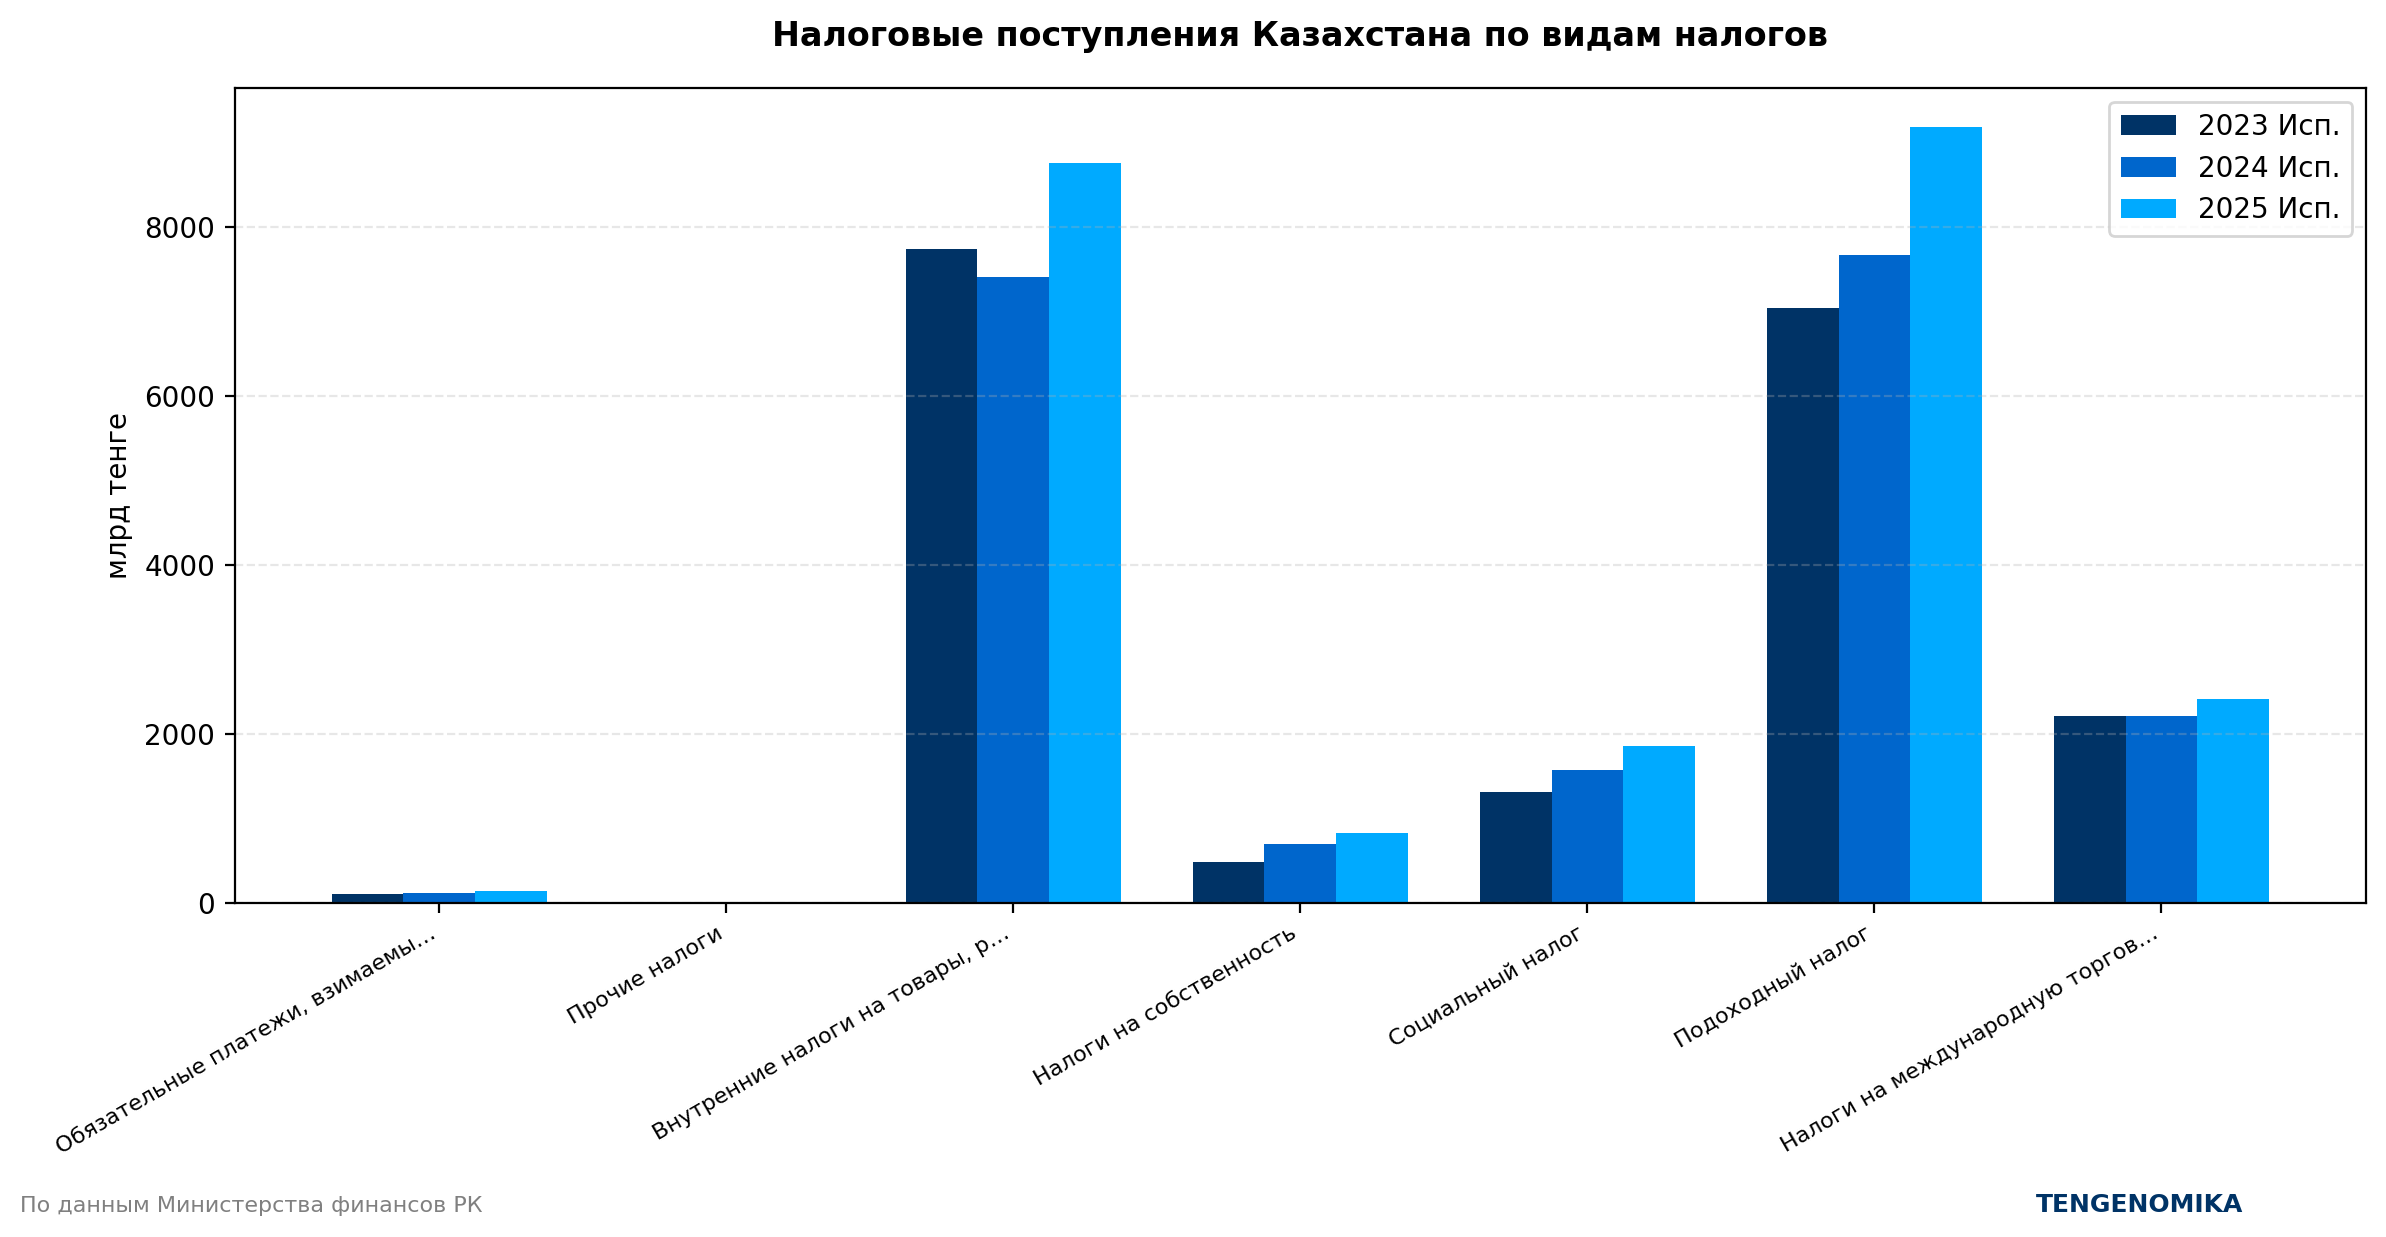 Налоговые поступления Казахстана по видам налогов
2023 Исп.
2024 Исп.
2025 Исп.
млрд тенге
8000
6000
4000
2000
0
Обязательные платежи, взимаемы...
Прочие налоги
Внутренние налоги на товары, р...
Налоги на собственность
Социальный налог
Подоходный налог
Налоги на международную торгов...
По данным Министерства финансов РК
TENGENOMIKA